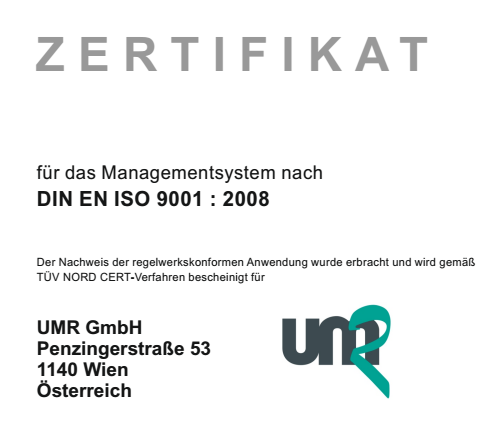 ZERTIFIKAT
für das Managementsystem nach
DIN EN ISO 9001 : 2008
Der Nachweis der regelwerkskonformen Anwendung wurde erbracht und wird gemäß
TÜV NORD CERT-Verfahren bescheinigt für
UMR GmbH
Penzingerstraße 53
1140 Wien
Österreich
umr